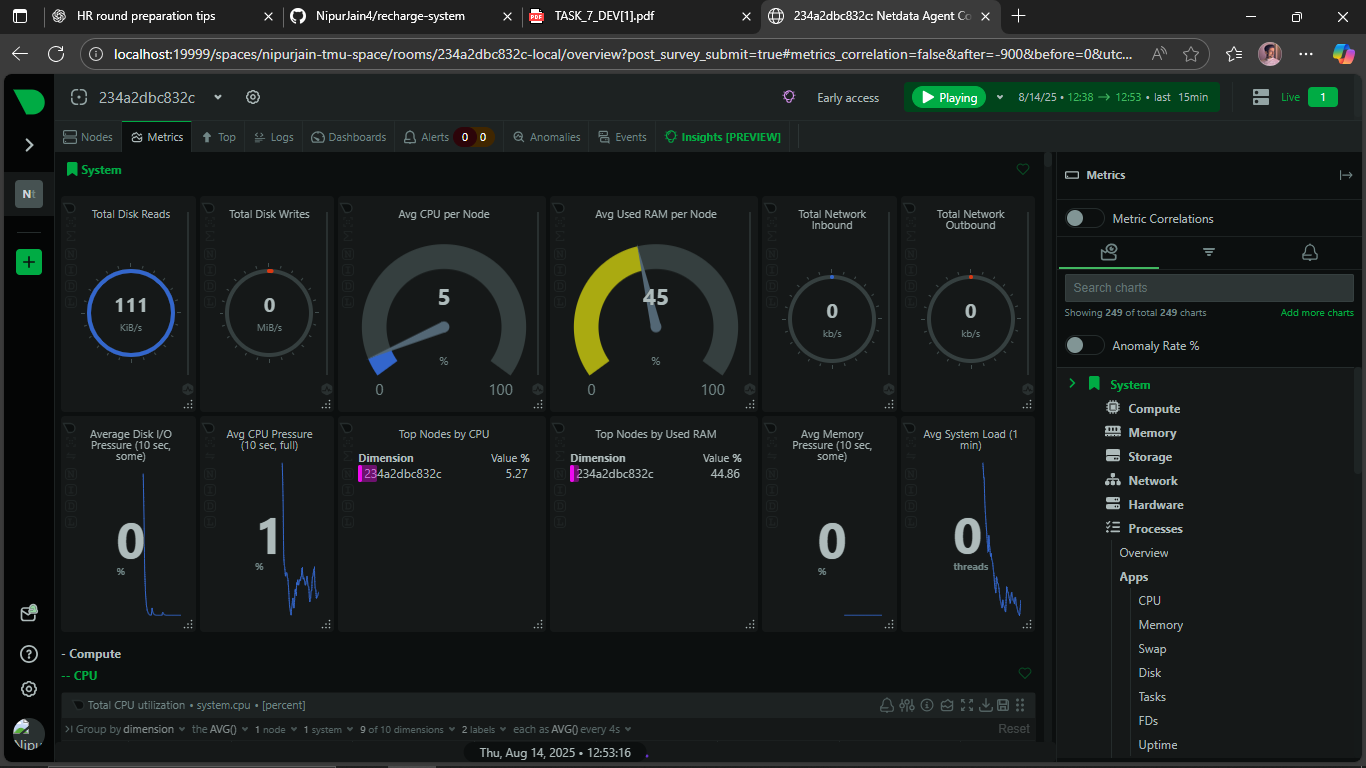 HR round preparation tips
NipurJain4/recharge-system
PDF
TASK_7_DEV[1].pdf
234a2dbc832c: Netdata Agent Co
localhost:19999/spaces/nipurjain-tmu-space/rooms/234a2dbc832c-local/overview?post_survey_submit=true#metrics_correlation=false&after=-900&before=0&utc...
234a2dbc832c
Early access
Playing
8/14/25 • 12:38 → 12:53 • last 15min
Live
1
Nodes
Metrics
Top
Logs
Dashboards
Alerts
0
0
Anomalies
Events
Insights [PREVIEW]
Nt
System
Total Disk Reads
111
KiB/s
Total Disk Writes
0
MiB/s
Avg CPU per Node
5
%
0
100
Avg Used RAM per Node
45
%
0
100
Total Network
Inbound
0
kb/s
Total Network
Outbound
0
kb/s
Average Disk I/O
Pressure (10 sec,
some)
0
%
Avg CPU Pressure
(10 sec, full)
1
%
Top Nodes by CPU
Dimension Value %
234a2dbc832c 5.27
Top Nodes by Used RAM
Dimension Value %
234a2dbc832c 44.86
Avg Memory
Pressure (10 sec,
some)
0
%
Avg System Load (1
min)
0
threads
- Compute
-- CPU
Total CPU utilization • system.cpu • [percent]
Group by dimension the AVG() 1 node 1 system 9 of 10 dimensions 2 labels each as AVG() every 4s
Reset
Thu, Aug 14, 2025 • 12:53:16
Metrics
Metric Correlations
Search charts
Showing 249 of total 249 charts
Add more charts
Anomaly Rate %
System
Compute
Memory
Storage
Network
Hardware
Processes
Overview
Apps
CPU
Memory
Swap
Disk
Tasks
FDs
Uptime